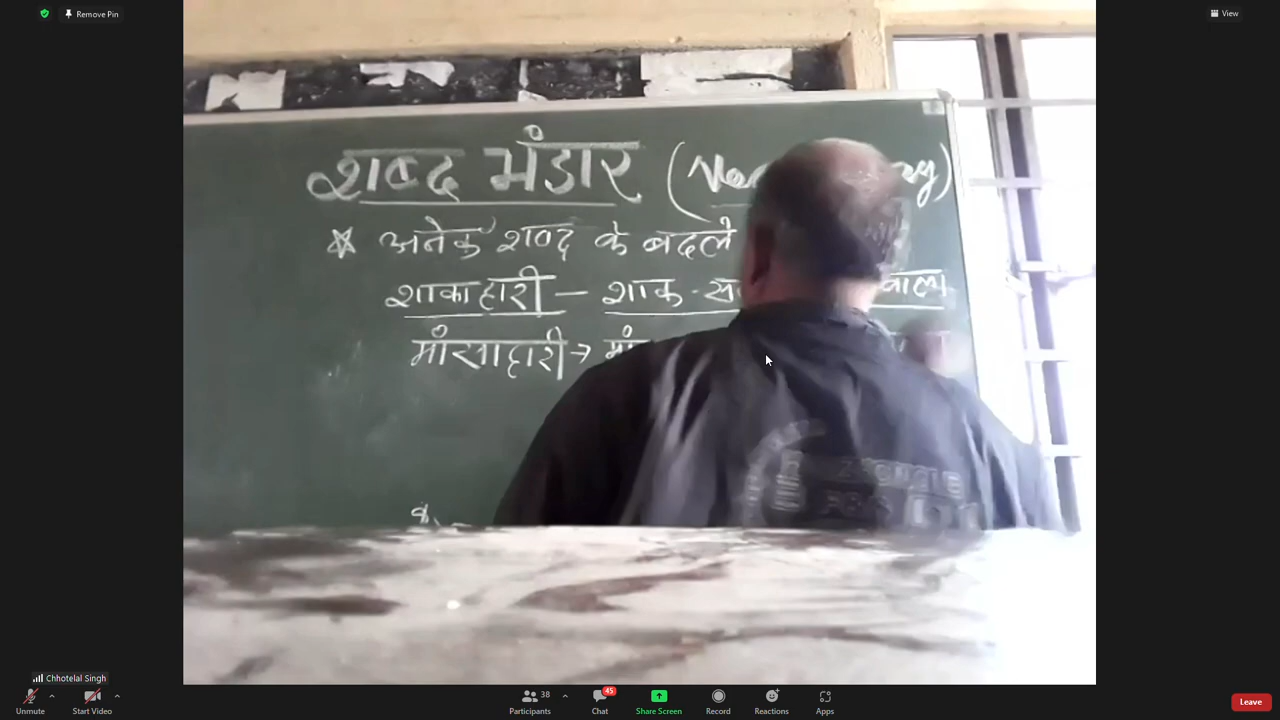 Remove Pin
View
शब्द भंडार (
अनेक शब्द के बदले
शाकाहारी — शाक-
मांसाहारी →
Chhotelal Singh
Unmute
Start Video
38
Participants
45
Chat
Share Screen
Record
Reactions
Apps
Leave